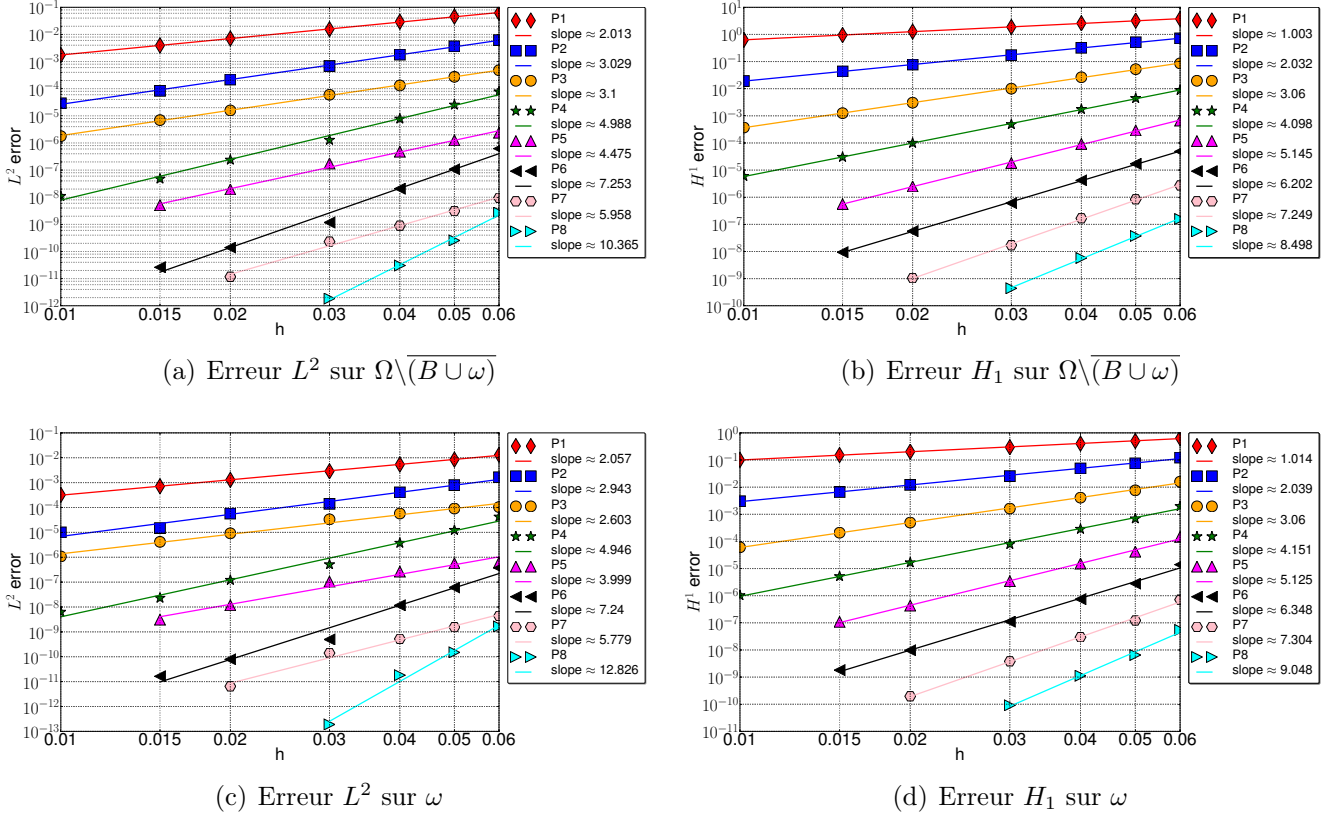 10^{-1}
10^{-2}
10^{-3}
10^{-4}
10^{-5}
10^{-6}
10^{-7}
10^{-8}
10^{-9}
10^{-10}
10^{-11}
10^{-12}
L^2 error
0.01 0.015 0.02 0.03 0.04 0.05 0.06
h
P1
slope ≈ 2.013
P2
slope ≈ 3.029
P3
slope ≈ 3.1
P4
slope ≈ 4.988
P5
slope ≈ 4.475
P6
slope ≈ 7.253
P7
slope ≈ 5.958
P8
slope ≈ 10.365
(a) Erreur L^2 sur Ω\\overline{(B ∪ ω)}
10^1
10^0
10^{-1}
10^{-2}
10^{-3}
10^{-4}
10^{-5}
10^{-6}
10^{-7}
10^{-8}
10^{-9}
10^{-10}
H^1 error
0.01 0.015 0.02 0.03 0.04 0.05 0.06
h
P1
slope ≈ 1.003
P2
slope ≈ 2.032
P3
slope ≈ 3.06
P4
slope ≈ 4.098
P5
slope ≈ 5.145
P6
slope ≈ 6.202
P7
slope ≈ 7.249
P8
slope ≈ 8.498
(b) Erreur H_1 sur Ω\\overline{(B ∪ ω)}
10^{-1}
10^{-2}
10^{-3}
10^{-4}
10^{-5}
10^{-6}
10^{-7}
10^{-8}
10^{-9}
10^{-10}
10^{-11}
10^{-12}
10^{-13}
L^2 error
0.01 0.015 0.02 0.03 0.04 0.05 0.06
h
P1
slope ≈ 2.057
P2
slope ≈ 2.943
P3
slope ≈ 2.603
P4
slope ≈ 4.946
P5
slope ≈ 3.999
P6
slope ≈ 7.24
P7
slope ≈ 5.779
P8
slope ≈ 12.826
(c) Erreur L^2 sur ω
10^0
10^{-1}
10^{-2}
10^{-3}
10^{-4}
10^{-5}
10^{-6}
10^{-7}
10^{-8}
10^{-9}
10^{-10}
10^{-11}
H^1 error
0.01 0.015 0.02 0.03 0.04 0.05 0.06
h
P1
slope ≈ 1.014
P2
slope ≈ 2.039
P3
slope ≈ 3.06
P4
slope ≈ 4.151
P5
slope ≈ 5.125
P6
slope ≈ 6.348
P7
slope ≈ 7.304
P8
slope ≈ 9.048
(d) Erreur H_1 sur ω